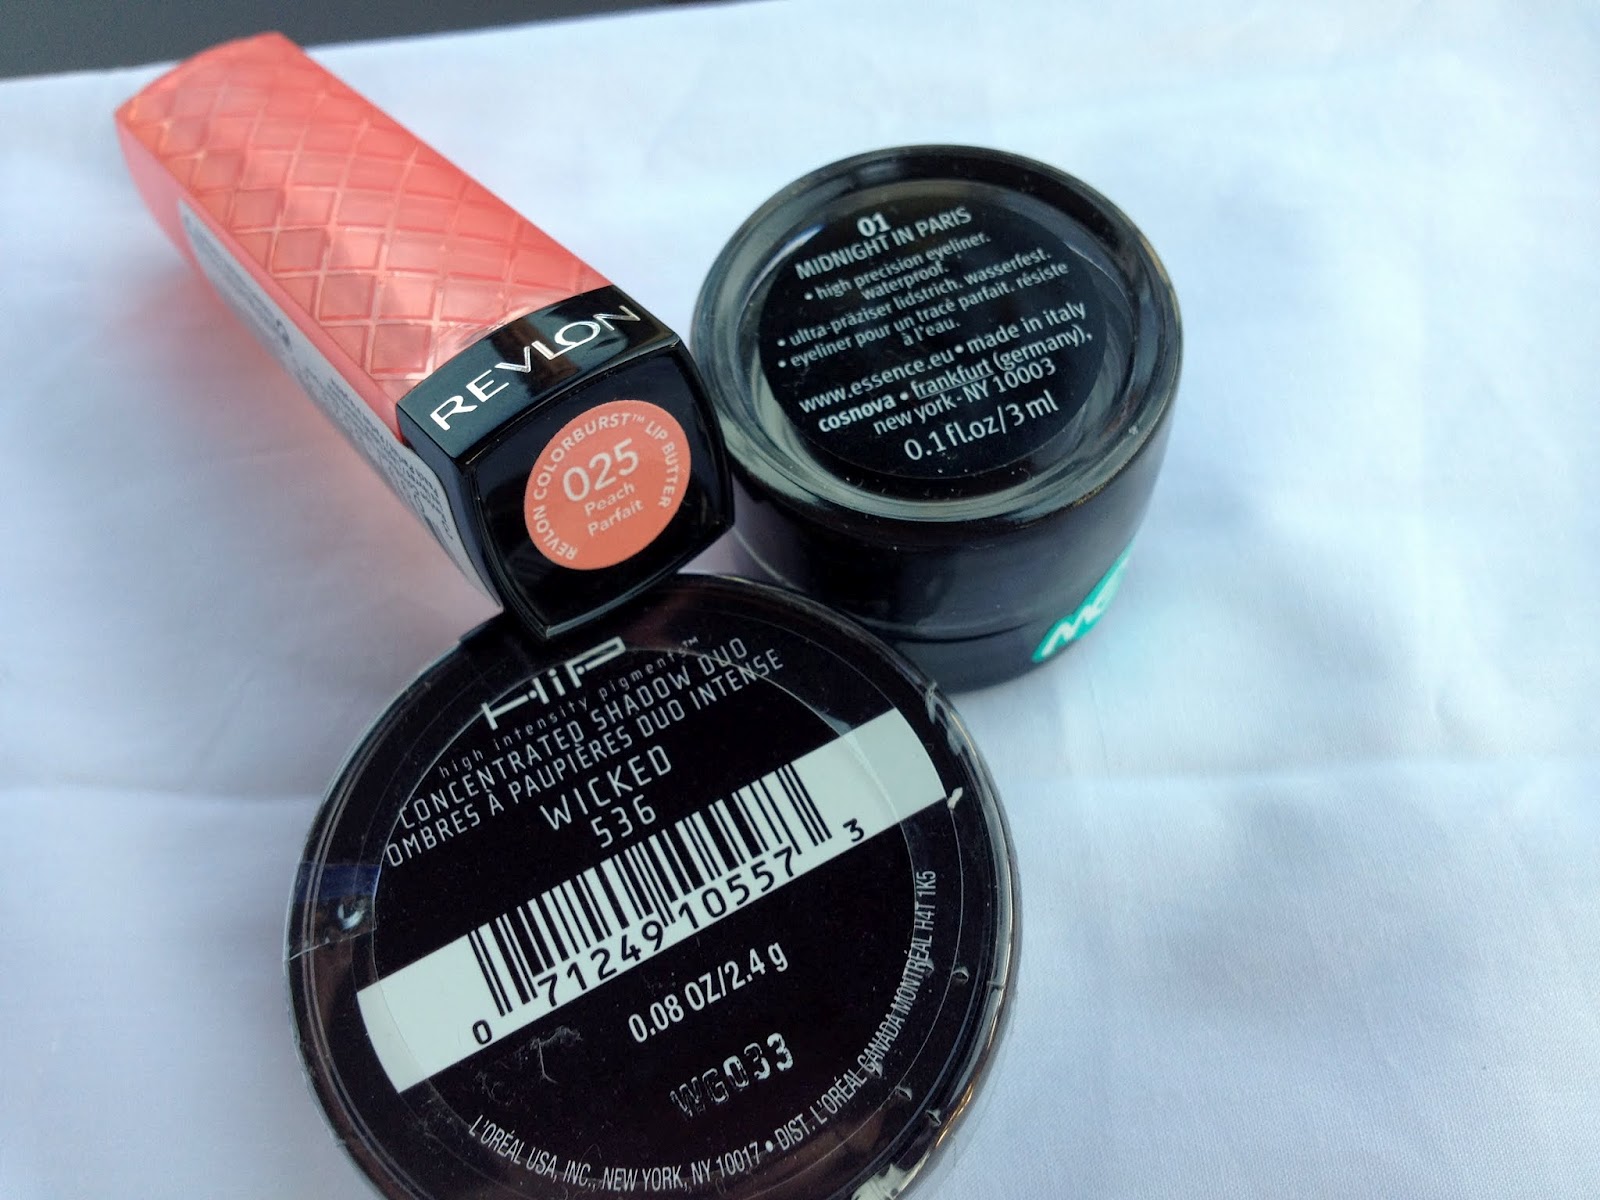 REVLON
REVLON COLORBURST™ LIP BUTTER
025
Peach
Parfait
01
MIDNIGHT IN PARIS
• high precision eyeliner.
waterproof.
• ultra-präziser lidstrich. wasserfest.
• eyeliner pour un tracé parfait. résiste
à l'eau.
www.essence.eu • made in italy
cosnova • frankfurt (germany),
new york - NY 10003
0.1 fl.oz/3 ml
HiP
high intensity pigments™
CONCENTRATED SHADOW DUO
OMBRES À PAUPIÈRES DUO INTENSE
WICKED
536
0 71249 10557 3
0.08 OZ/2.4 g
WG033
L'ORÉAL USA, INC., NEW YORK, NY 10017 • DIST. L'ORÉAL CANADA MONTRÉAL H4T 1K5